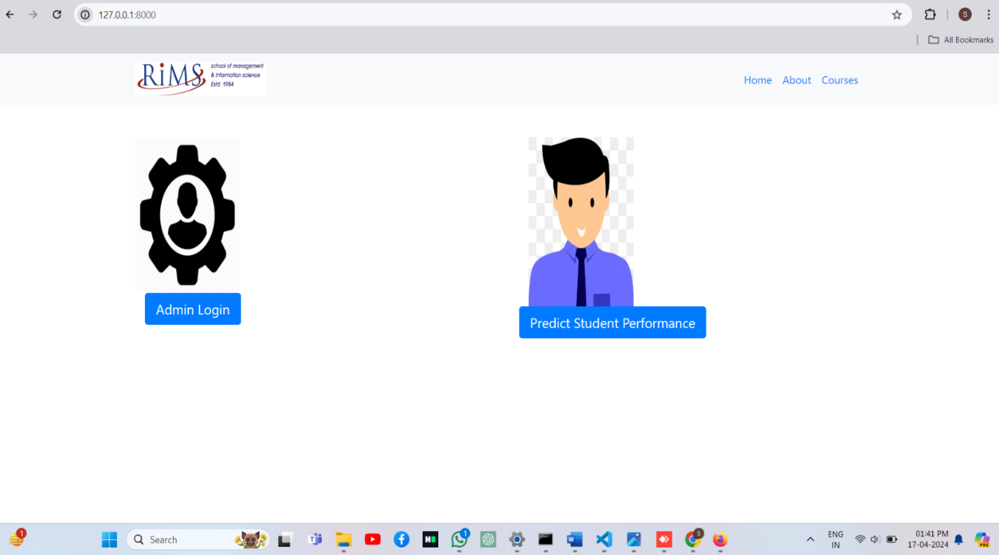 127.0.0.1:8000
S
All Bookmarks
RiMS
school of management
& information science
Estd. 1984
Home About Courses
Admin Login
Predict Student Performance
1
Search
1
S
ENG
IN
01:41 PM
17-04-2024
PRE